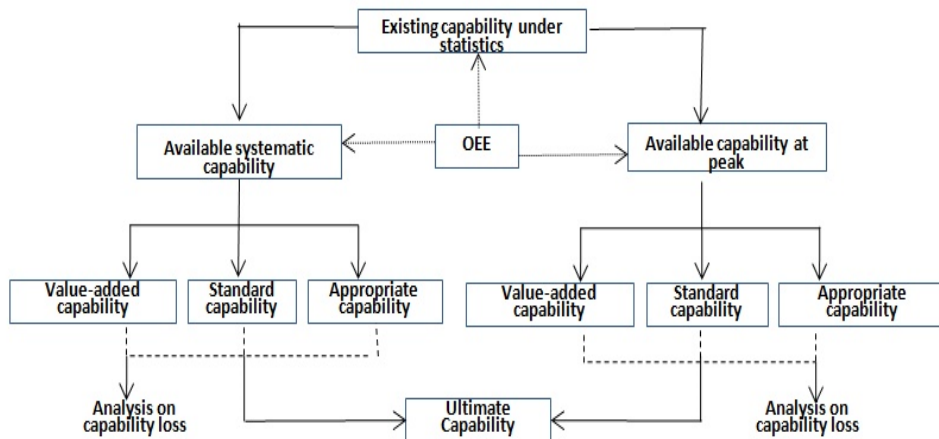 Existing capability under
statistics
Available systematic
capability
OEE
Available capability at
peak
Value-added
capability
Standard
capability
Appropriate
capability
Value-added
capability
Standard
capability
Appropriate
capability
Analysis on
capability loss
Ultimate
Capability
Analysis on
capability loss